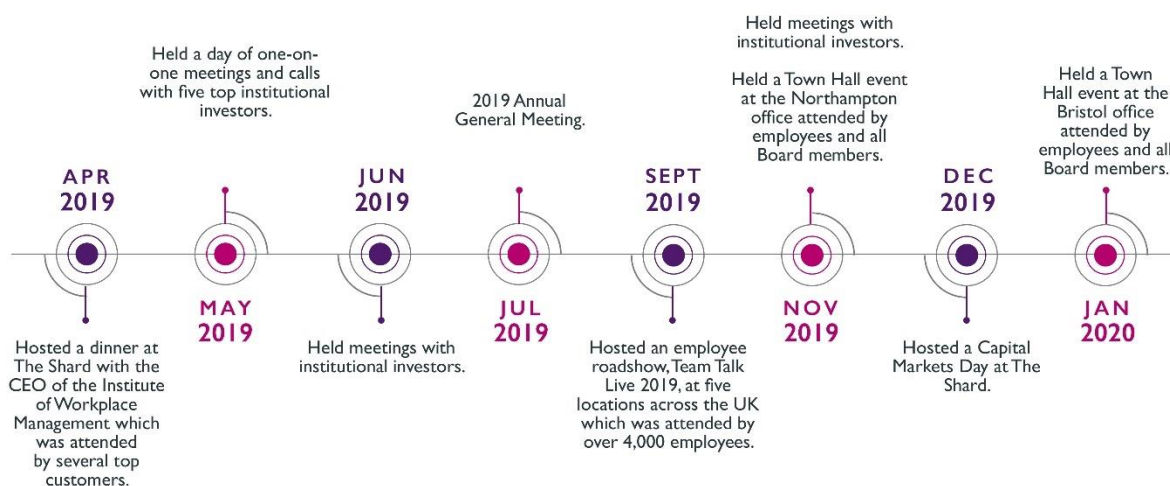 APR
2019
Hosted a dinner at
The Shard with the
CEO of the Institute
of Workplace
Management which
was attended
by several top
customers.
Held a day of one-on-
one meetings and calls
with five top institutional
investors.
MAY
2019
JUN
2019
Held meetings with
institutional investors.
2019 Annual
General Meeting.
JUL
2019
SEPT
2019
Hosted an employee
roadshow, Team Talk
Live 2019, at five
locations across the UK
which was attended by
over 4,000 employees.
Held meetings with
institutional investors.
Held a Town Hall event
at the Northampton
office attended by
employees and all
Board members.
NOV
2019
DEC
2019
Hosted a Capital
Markets Day at The
Shard.
Held a Town
Hall event at the
Bristol office
attended by
employees and all
Board members.
JAN
2020